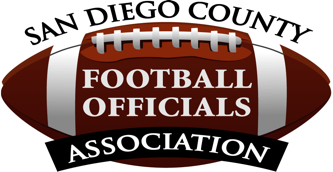 SAN DIEGO COUNTY
FOOTBALL
OFFICIALS
ASSOCIATION